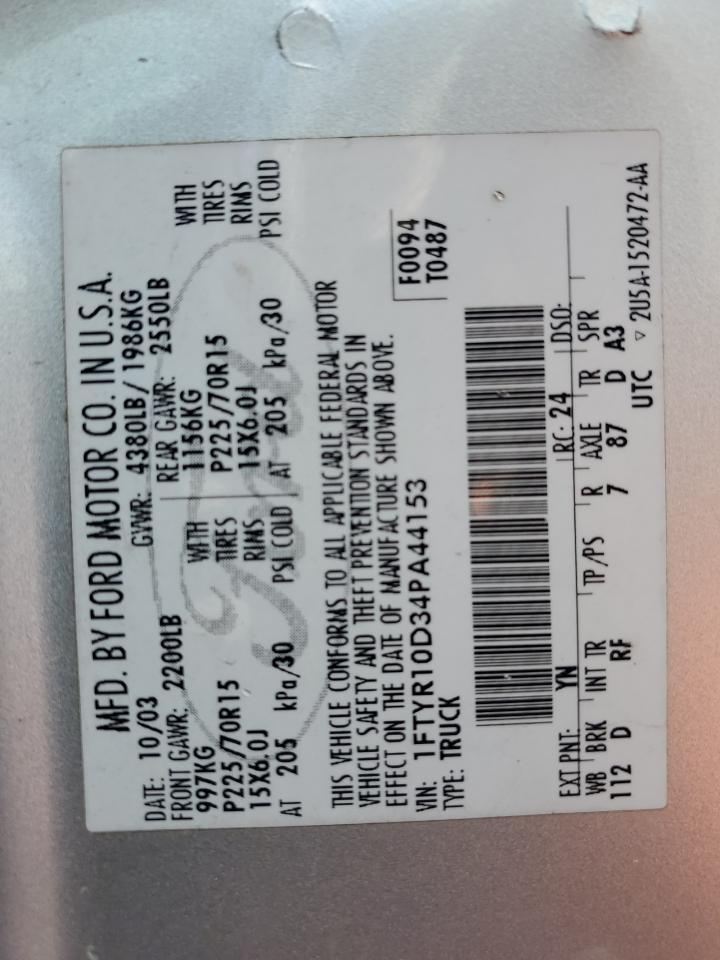 MFD. BY FORD MOTOR CO. IN U.S.A.
DATE: 10/03 GVWR: 4380LB / 1986KG
FRONT GAWR: 2200LB REAR GAWR: 2550LB
997KG WITH 1156KG WITH
P225/70R15 TIRES P225/70R15 TIRES
15X6.0J RIMS 15X6.0J RIMS
AT 205 kPa/30 PSI COLD AT 205 kPa/30 PSI COLD
THIS VEHICLE CONFORMS TO ALL APPLICABLE FEDERAL MOTOR
VEHICLE SAFETY AND THEFT PREVENTION STANDARDS IN
EFFECT ON THE DATE OF MANUFACTURE SHOWN ABOVE.
VIN: 1FTYR10D34PA44153 F0094
TYPE: TRUCK T0487
EXT PNT: YN RC: 24 DSO:
WB BRK INT TR TP/PS R AXLE TR SPR
112 D RF 7 87 D A3
UTC ▽ 2U5A-1520472-AA
Ford